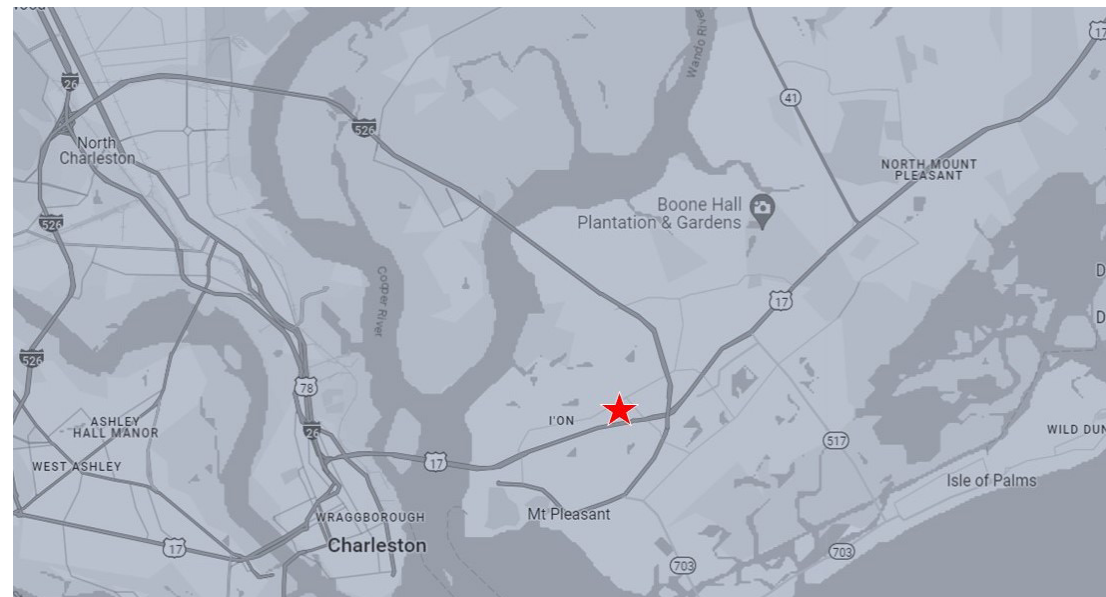 26
526
41
17
Wando River
North
Charleston
NORTH MOUNT
PLEASANT
Boone Hall
Plantation & Gardens
526
Cooper River
17
526
78
26
ASHLEY
HALL MANOR
I'ON
WEST ASHLEY
17
517
WILD DUN
Isle of Palms
WRAGGBOROUGH
Mt Pleasant
Charleston
17
703
703
D
D